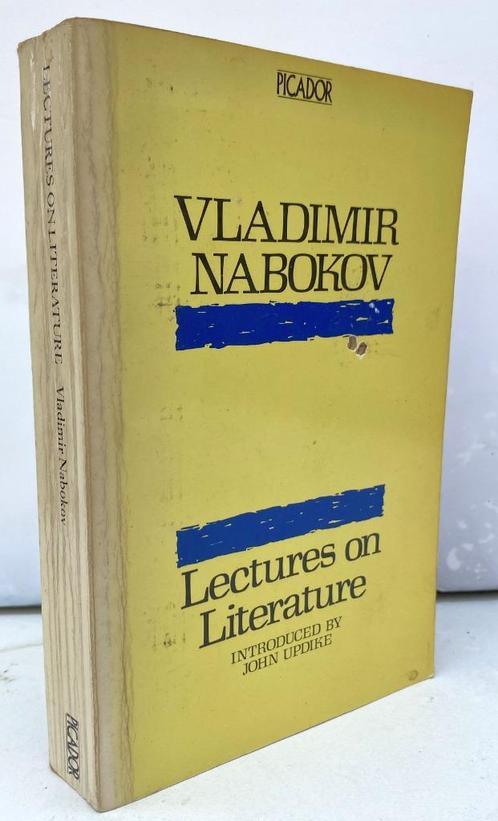 PICADOR
VLADIMIR
NABOKOV
Lectures on
Literature
INTRODUCED BY
JOHN UPDIKE
LECTURES ON LITERATURE Vladimir Nabokov
PICADOR